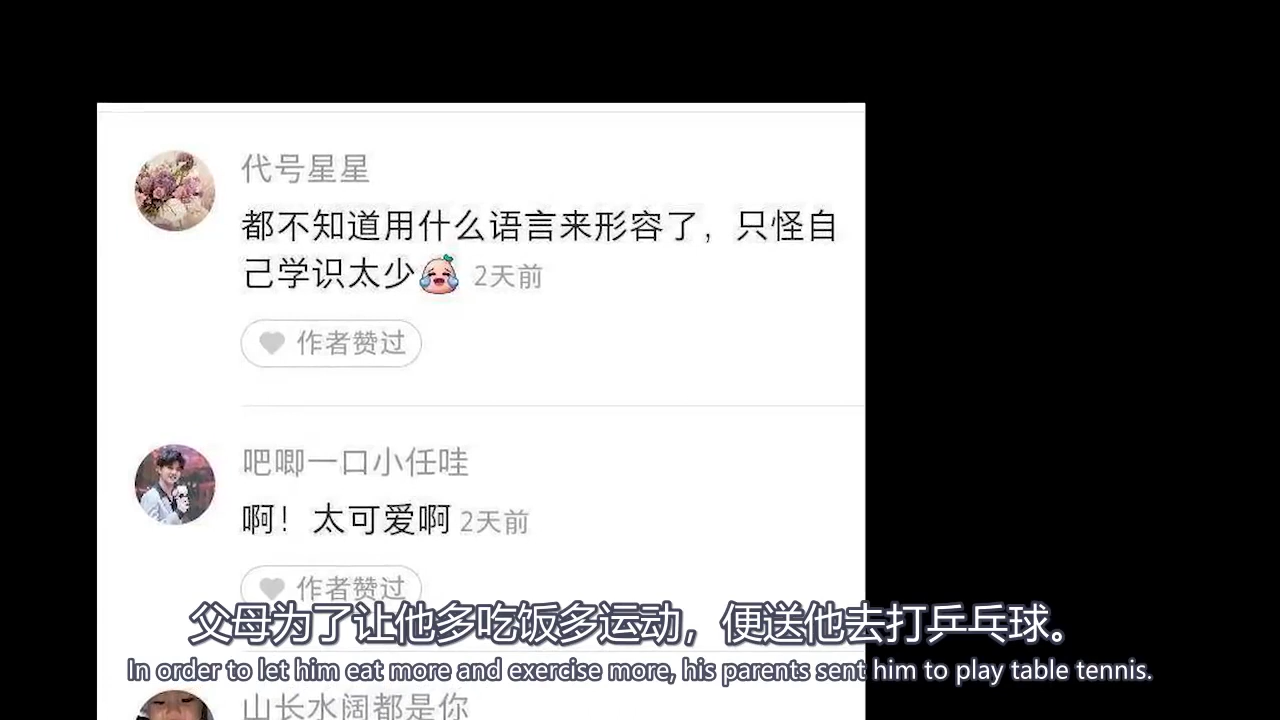 代号星星
都不知道用什么语言来形容了，只怪自
己学识太少 2天前
作者赞过
吧唧一口小任哇
啊！太可爱啊 2天前
作者赞过
父母为了让他多吃饭多运动，便送他去打乒乓球。
In order to let him eat more and exercise more, his parents sent him to play table tennis.
山长水阔都是你